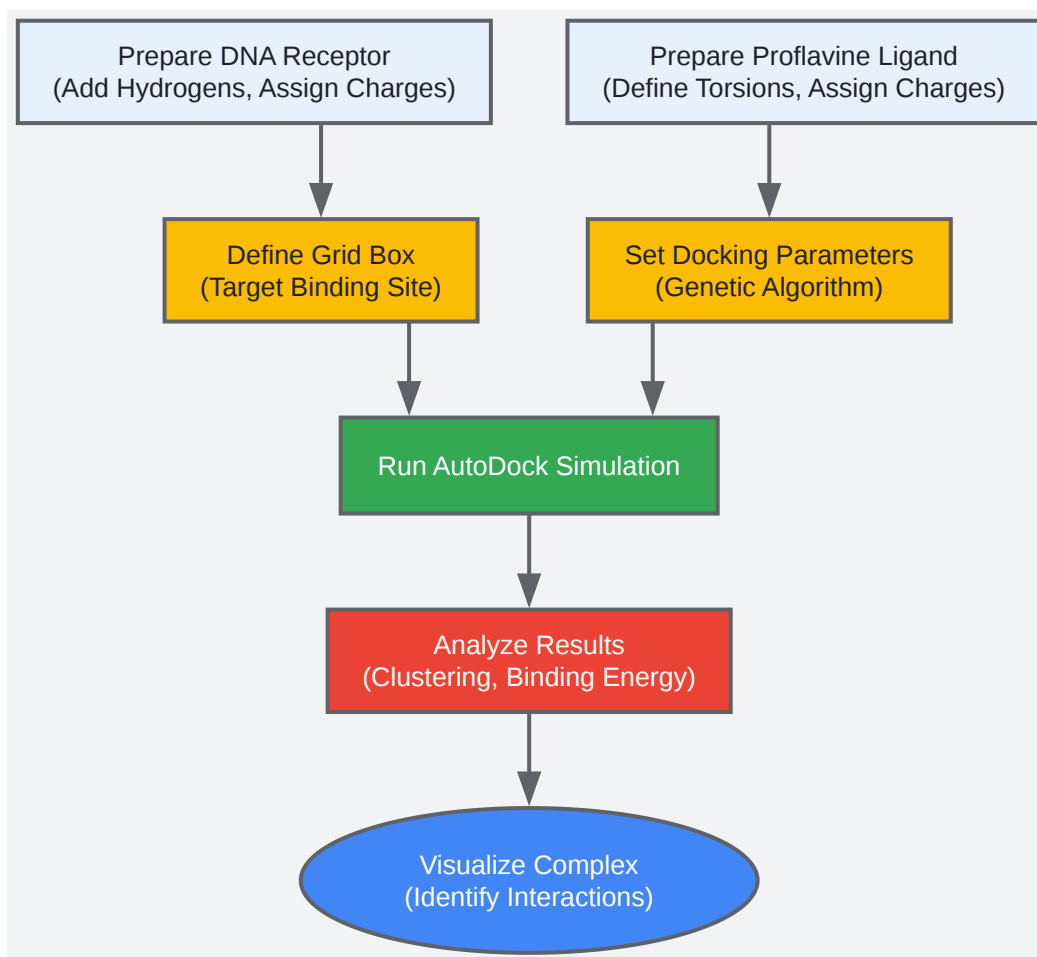 Prepare DNA Receptor
(Add Hydrogens, Assign Charges)
Prepare Proflavine Ligand
(Define Torsions, Assign Charges)
Define Grid Box
(Target Binding Site)
Set Docking Parameters
(Genetic Algorithm)
Run AutoDock Simulation
Analyze Results
(Clustering, Binding Energy)
Visualize Complex
(Identify Interactions)